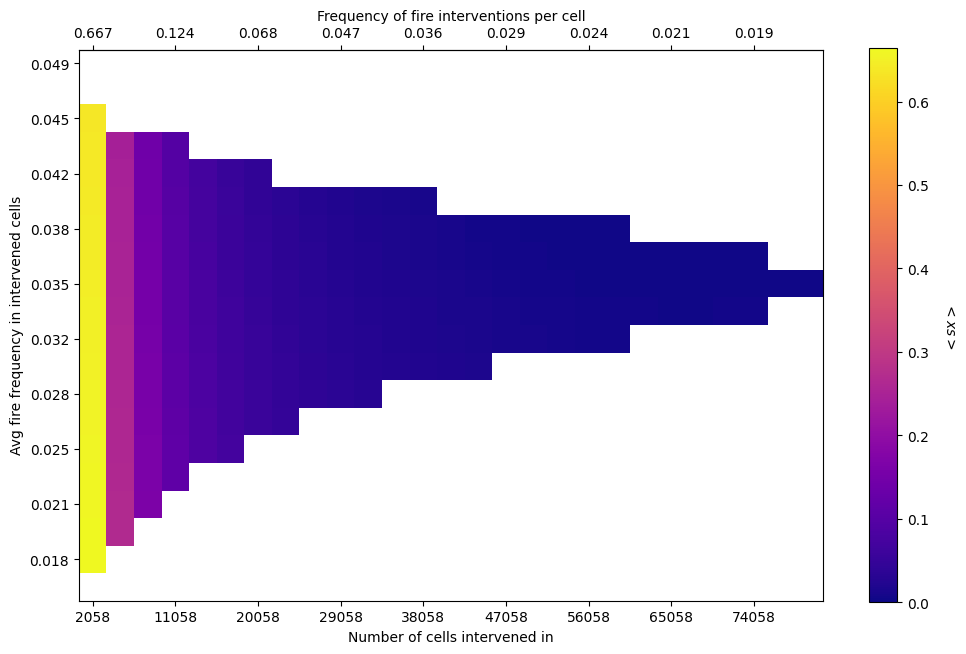 Frequency of fire interventions per cell
0.667 0.124 0.068 0.047 0.036 0.029 0.024 0.021 0.019
Avg fire frequency in intervened cells
0.049
0.045
0.042
0.038
0.035
0.032
0.028
0.025
0.021
0.018
2058 11058 20058 29058 38058 47058 56058 65058 74058
Number of cells intervened in
0.6
0.5
0.4
0.3
0.2
0.1
0.0
< sx >